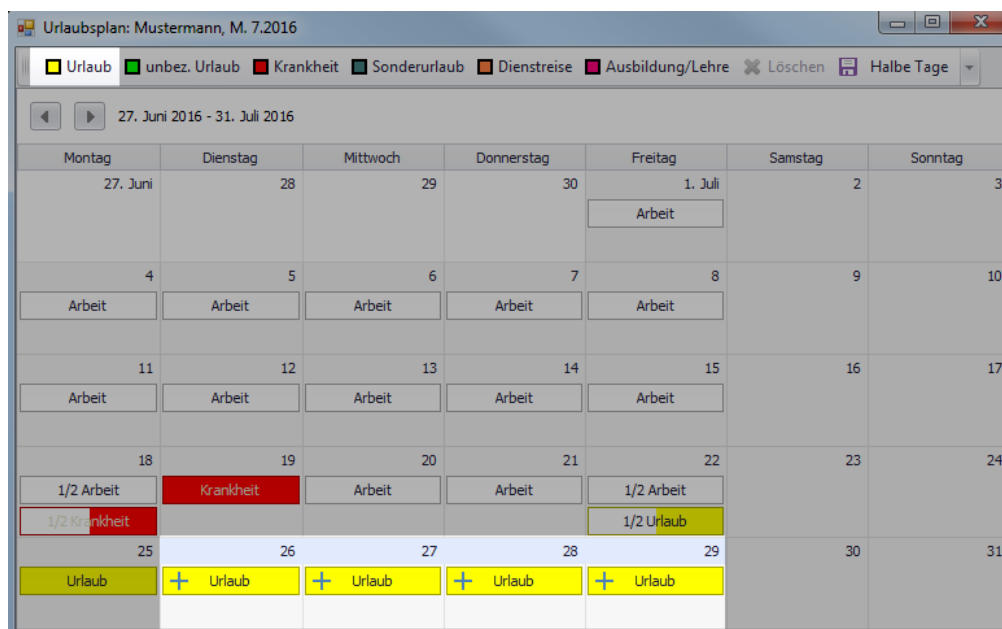 Urlaubsplan: Mustermann, M. 7.2016
Urlaub unbez. Urlaub Krankheit Sonderurlaub Dienstreise Ausbildung/Lehre Löschen Halbe Tage
27. Juni 2016 - 31. Juli 2016
Montag Dienstag Mittwoch Donnerstag Freitag Samstag Sonntag
27. Juni 28 29 30 1. Juli 2 3
Arbeit
4 5 6 7 8 9 10
Arbeit Arbeit Arbeit Arbeit Arbeit
11 12 13 14 15 16 17
Arbeit Arbeit Arbeit Arbeit Arbeit
18 19 20 21 22 23 24
1/2 Arbeit Krankheit Arbeit Arbeit 1/2 Arbeit
1/2 Krankheit 1/2 Urlaub
25 26 27 28 29 30 31
Urlaub Urlaub Urlaub Urlaub Urlaub